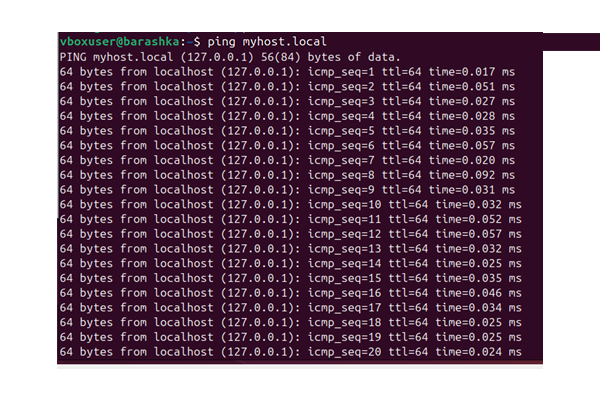 vboxuser@barashka:~$ ping myhost.local
PING myhost.local (127.0.0.1) 56(84) bytes of data.
64 bytes from localhost (127.0.0.1): icmp_seq=1 ttl=64 time=0.017 ms
64 bytes from localhost (127.0.0.1): icmp_seq=2 ttl=64 time=0.051 ms
64 bytes from localhost (127.0.0.1): icmp_seq=3 ttl=64 time=0.027 ms
64 bytes from localhost (127.0.0.1): icmp_seq=4 ttl=64 time=0.028 ms
64 bytes from localhost (127.0.0.1): icmp_seq=5 ttl=64 time=0.035 ms
64 bytes from localhost (127.0.0.1): icmp_seq=6 ttl=64 time=0.057 ms
64 bytes from localhost (127.0.0.1): icmp_seq=7 ttl=64 time=0.020 ms
64 bytes from localhost (127.0.0.1): icmp_seq=8 ttl=64 time=0.092 ms
64 bytes from localhost (127.0.0.1): icmp_seq=9 ttl=64 time=0.031 ms
64 bytes from localhost (127.0.0.1): icmp_seq=10 ttl=64 time=0.032 ms
64 bytes from localhost (127.0.0.1): icmp_seq=11 ttl=64 time=0.052 ms
64 bytes from localhost (127.0.0.1): icmp_seq=12 ttl=64 time=0.057 ms
64 bytes from localhost (127.0.0.1): icmp_seq=13 ttl=64 time=0.032 ms
64 bytes from localhost (127.0.0.1): icmp_seq=14 ttl=64 time=0.025 ms
64 bytes from localhost (127.0.0.1): icmp_seq=15 ttl=64 time=0.035 ms
64 bytes from localhost (127.0.0.1): icmp_seq=16 ttl=64 time=0.046 ms
64 bytes from localhost (127.0.0.1): icmp_seq=17 ttl=64 time=0.034 ms
64 bytes from localhost (127.0.0.1): icmp_seq=18 ttl=64 time=0.025 ms
64 bytes from localhost (127.0.0.1): icmp_seq=19 ttl=64 time=0.025 ms
64 bytes from localhost (127.0.0.1): icmp_seq=20 ttl=64 time=0.024 ms